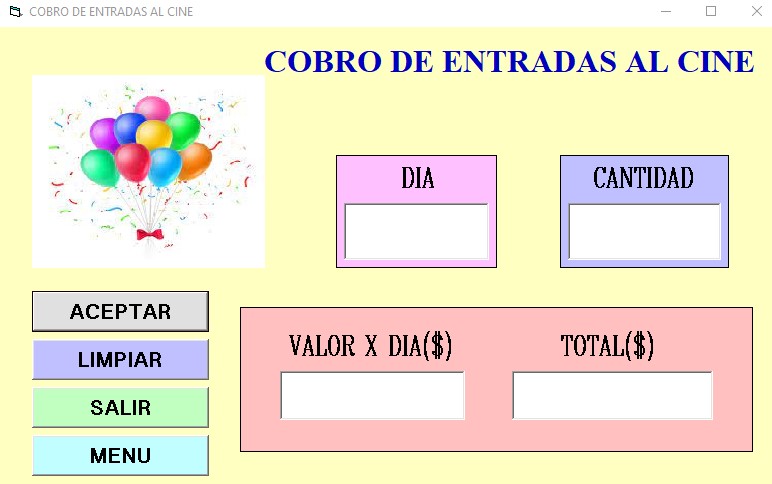 COBRO DE ENTRADAS AL CINE
COBRO DE ENTRADAS AL CINE
DIA
CANTIDAD
ACEPTAR
LIMPIAR
SALIR
MENU
VALOR X DIA($)
TOTAL($)